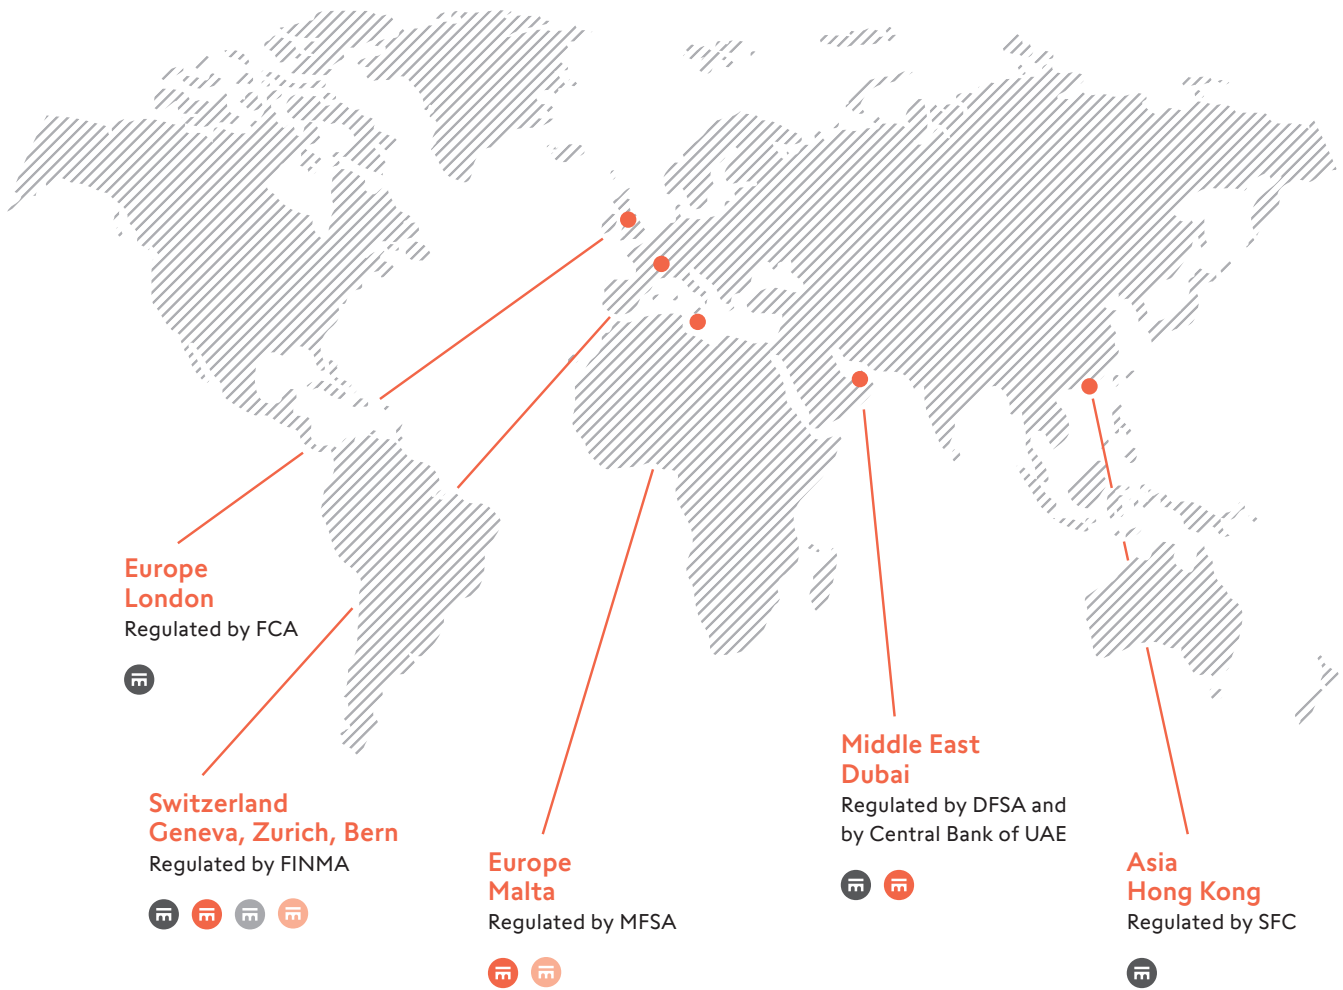 Europe
London
Regulated by FCA
Switzerland
Geneva, Zurich, Bern
Regulated by FINMA
Europe
Malta
Regulated by MFSA
Middle East
Dubai
Regulated by DFSA and
by Central Bank of UAE
Asia
Hong Kong
Regulated by SFC